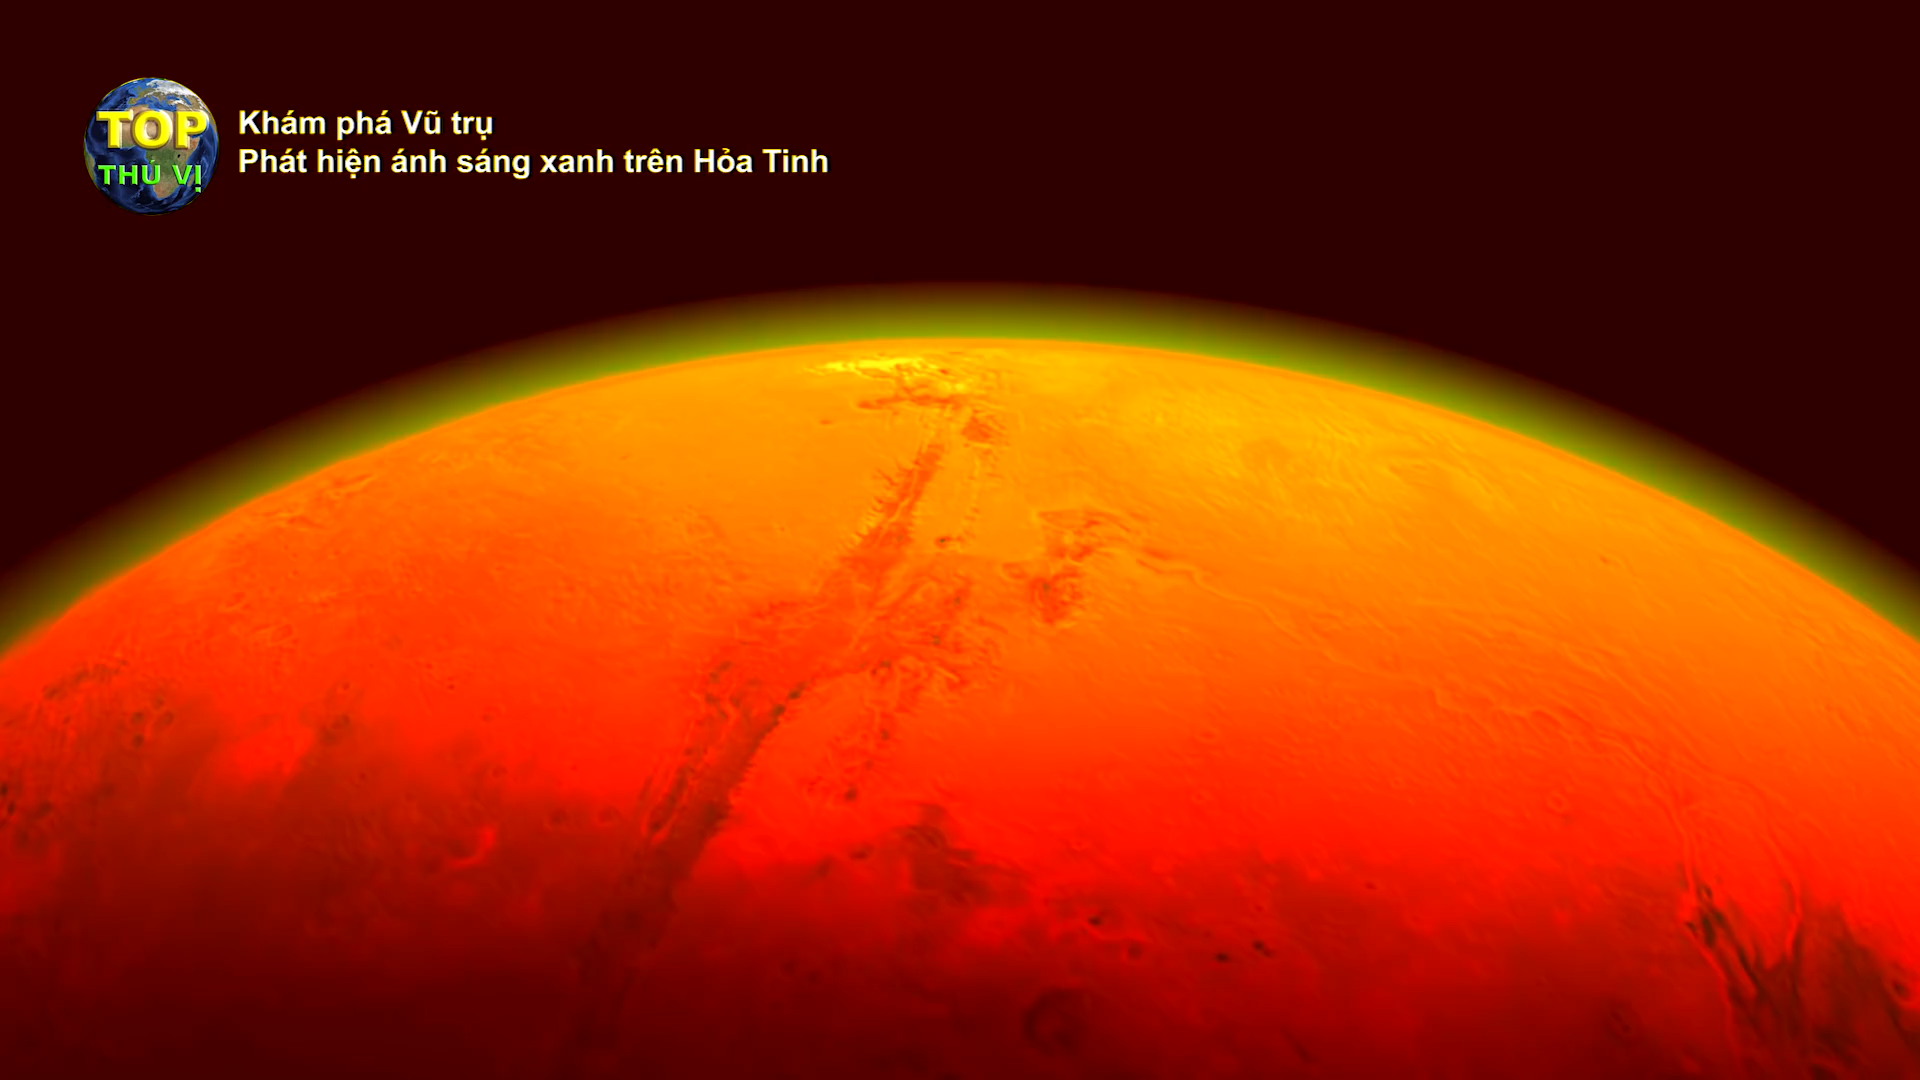 TOP
THÚ VỊ
Khám phá Vũ trụ
Phát hiện ánh sáng xanh trên Hỏa Tinh